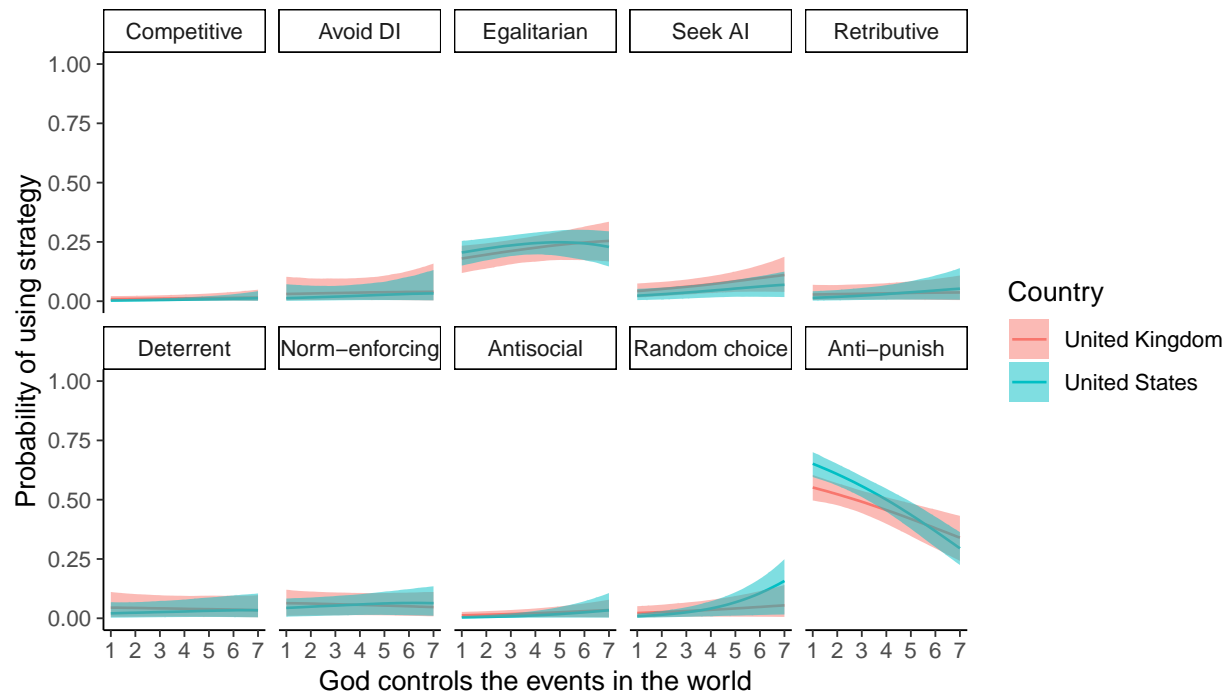 Competitive Avoid DI Egalitarian Seek AI Retributive
1.00
0.75
0.50
0.25
0.00
Deterrent Norm−enforcing Antisocial Random choice Anti−punish
1.00
0.75
0.50
0.25
0.00
1 2 3 4 5 6 7 1 2 3 4 5 6 7 1 2 3 4 5 6 7 1 2 3 4 5 6 7 1 2 3 4 5 6 7
God controls the events in the world
Probability of using strategy
Country
United Kingdom
United States